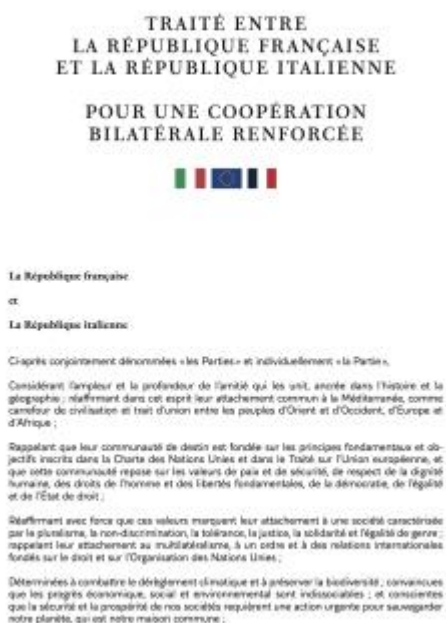 TRAITÉ ENTRE
LA RÉPUBLIQUE FRANÇAISE
ET LA RÉPUBLIQUE ITALIENNE
POUR UNE COOPÉRATION
BILATÉRALE RENFORCÉE
La République française
et
La République italienne
Ci-après conjointement dénommées « les Parties » et individuellement « la Partie »,
Considérant l'ampleur et la profondeur de l'amitié qui les unit, ancrée dans l'histoire et la
géographie ; réaffirmant dans cet esprit leur attachement commun à la Méditerranée, comme
carrefour de civilisation et trait d'union entre les peuples d'Orient et d'Occident, d'Europe et
d'Afrique ;
Rappelant que leur communauté de destin est fondée sur les principes fondamentaux et ob-
jectifs inscrits dans la Charte des Nations Unies et dans le Traité sur l'Union européenne, et
que cette communauté repose sur les valeurs de paix et de sécurité, de respect de la dignité
humaine, des droits de l'homme et des libertés fondamentales, de la démocratie, de l'égalité
et de l'État de droit ;
Réaffirmant avec force que ces valeurs marquent leur attachement à une société caractérisée
par le pluralisme, la non-discrimination, la tolérance, la justice, la solidarité et l'égalité de genre ;
rappelant leur attachement au multilatéralisme, à un ordre et à des relations internationales
fondés sur le droit et sur l'Organisation des Nations Unies ;
Déterminées à combattre le dérèglement climatique et à préserver la biodiversité ; convaincues
que les progrès économique, social et environnemental sont indissociables ; et conscientes
que la sécurité et la prospérité de nos sociétés requièrent une action urgente pour sauvegarder
notre planète, qui est notre maison commune ;